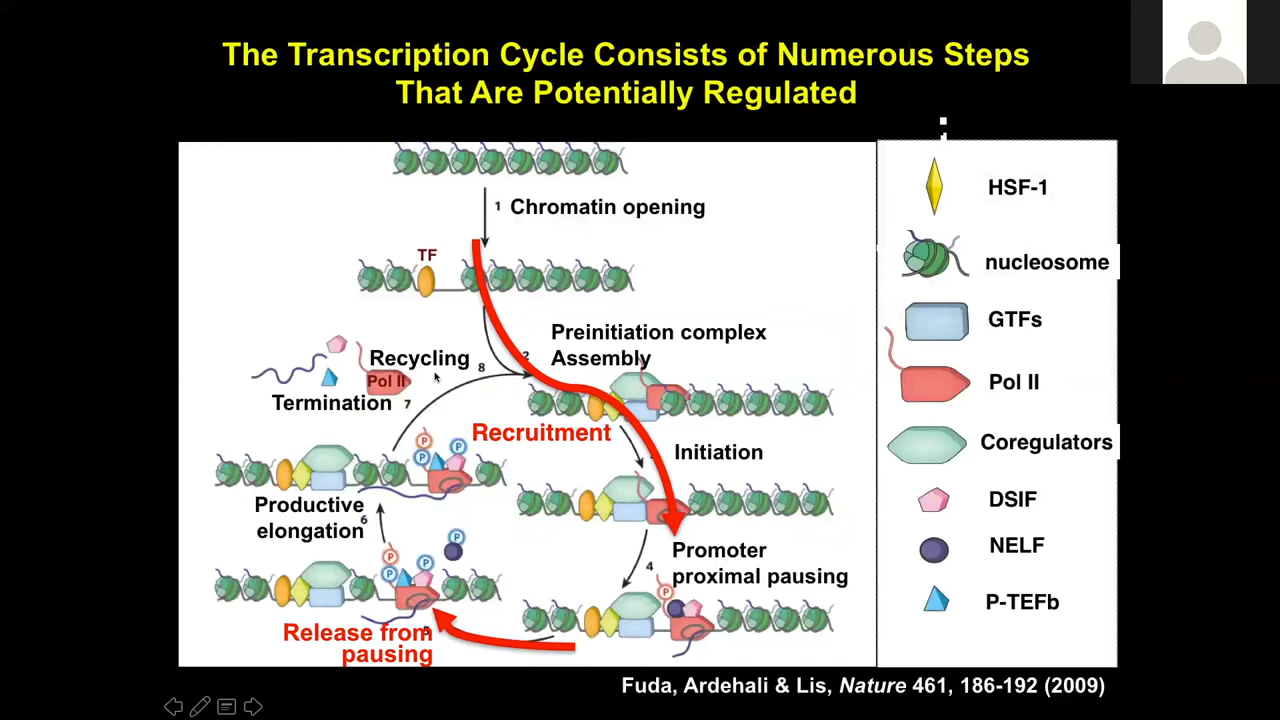 The Transcription Cycle Consists of Numerous Steps
That Are Potentially Regulated
1 Chromatin opening
TF
Preinitiation complex
2 Assembly
Recycling 8
Pol II
Termination 7
Recruitment
Initiation
Productive
elongation 6
Promoter
proximal pausing
4
P
P
P
P
P
P
P
P
Release from
pausing
HSF-1
nucleosome
GTFs
Pol II
Coregulators
DSIF
NELF
P-TEFb
Fuda, Ardehali & Lis, Nature 461, 186-192 (2009)